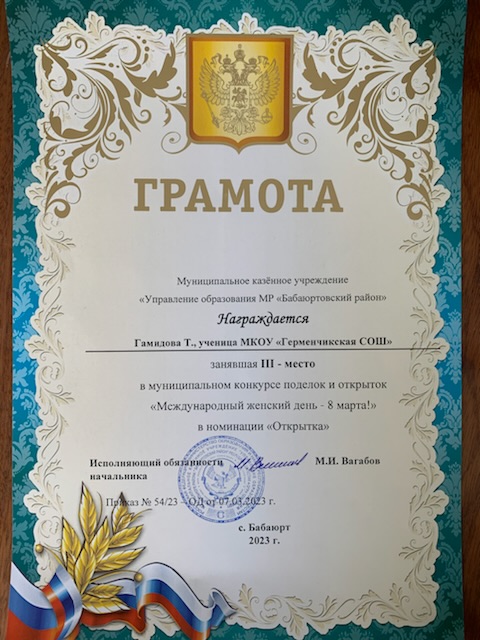 ГРАМОТА
Муниципальное казённое учреждение
«Управление образования МР «Бабаюртовский район»
Награждается
Гамидова Т., ученица МКОУ «Герменчикская СОШ»
занявшая III - место
в муниципальном конкурсе поделок и открыток
«Международный женский день - 8 марта!»
в номинации «Открытка»
Исполняющий обязанности М.И. Вагабов
начальника
Приказ № 54/23 – ОД от 07.03.2023 г.
с. Бабаюрт
2023 г.